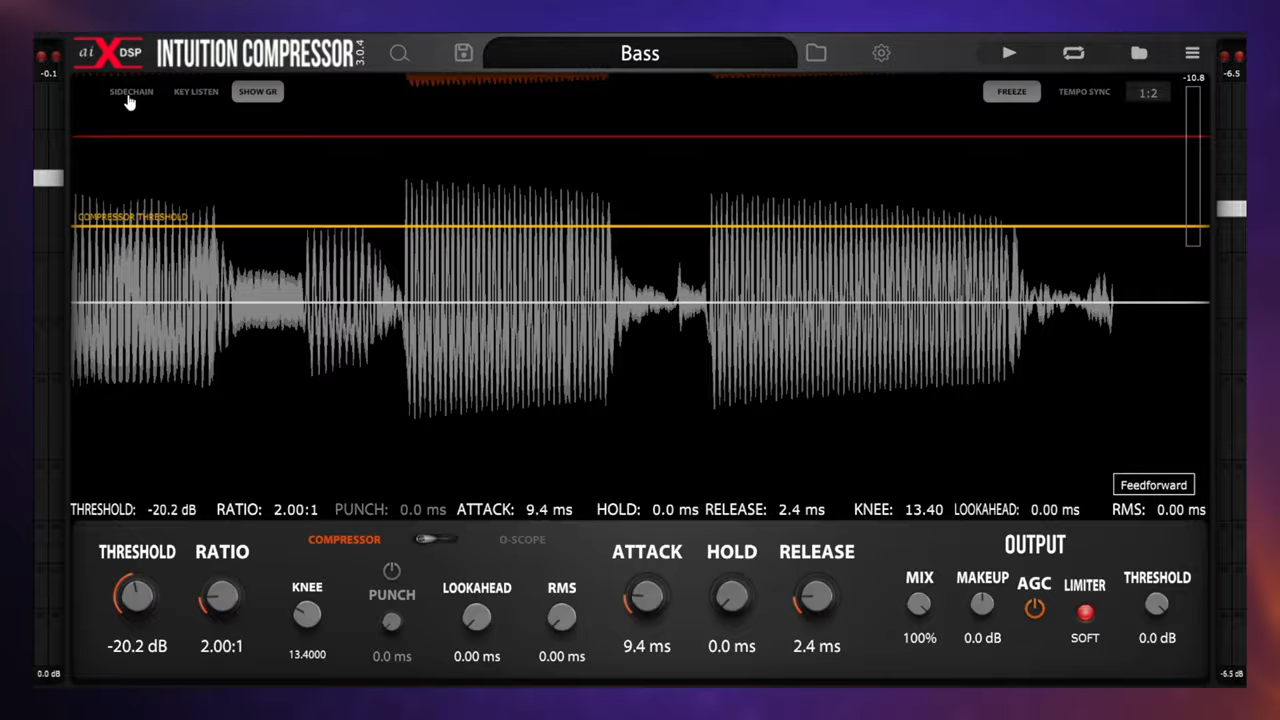 ai X DSP INTUITION COMPRESSOR 3.0.4 Bass
-0.1 -10.8 -6.5
SIDECHAIN KEY LISTEN SHOW GR FREEZE TEMPO SYNC 1:2
COMPRESSOR THRESHOLD
Feedforward
THRESHOLD: -20.2 dB RATIO: 2.00:1 PUNCH: 0.0 ms ATTACK: 9.4 ms HOLD: 0.0 ms RELEASE: 2.4 ms KNEE: 13.40 LOOKAHEAD: 0.00 ms RMS: 0.00 ms
COMPRESSOR O-SCOPE OUTPUT
THRESHOLD RATIO ATTACK HOLD RELEASE
KNEE PUNCH LOOKAHEAD RMS MIX MAKEUP AGC LIMITER THRESHOLD
-20.2 dB 2.00:1 13.4000 0.0 ms 0.00 ms 0.00 ms 9.4 ms 0.0 ms 2.4 ms 100% 0.0 dB SOFT 0.0 dB
0.0 dB -6.5 dB